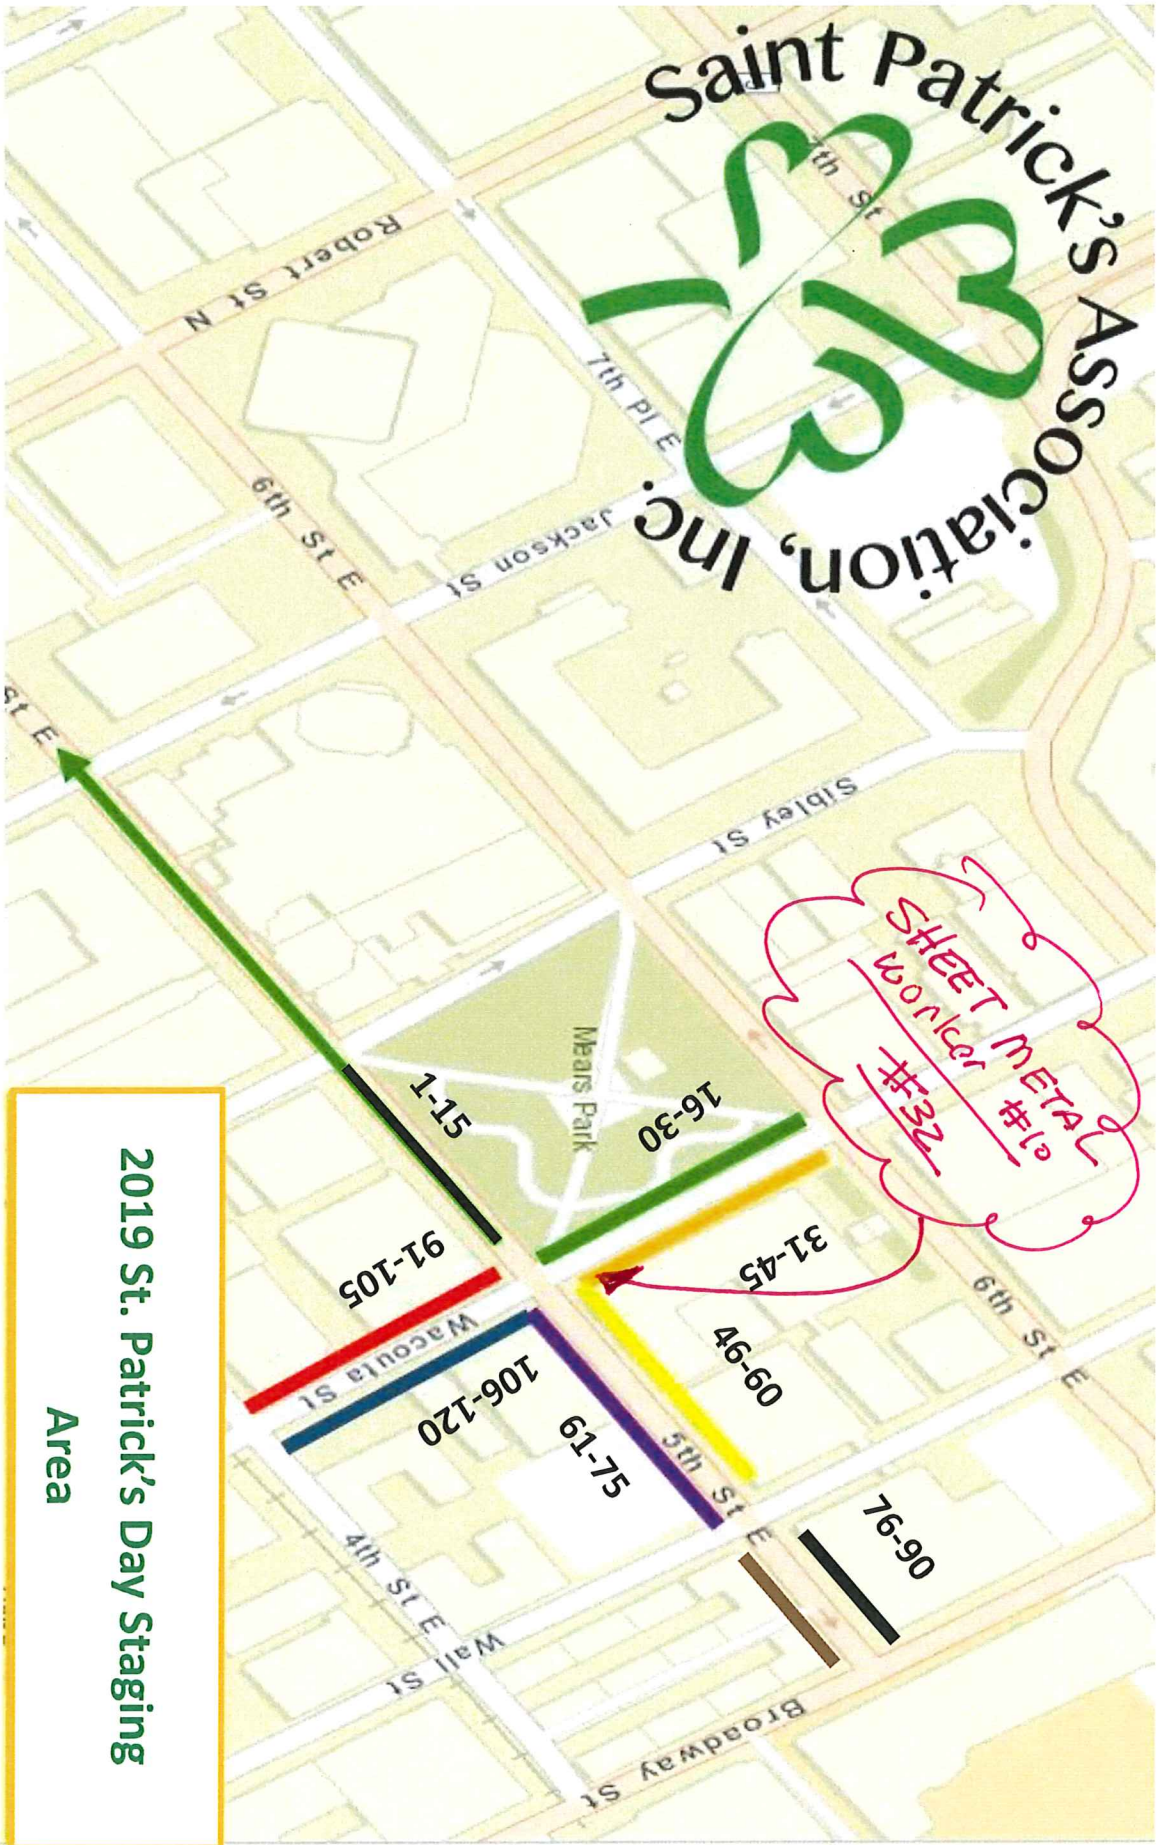 Saint Patrick's Association, Inc.
7th St
Robert St N
7th Pl E
6th St E
Jackson St
St E
Sibley St
SHEET METAL
worker #10
#32
Mears Park
1-15
16-30
31-45
91-105
Wacouta St
46-60
6th St E
106-120
61-75
5th St E
76-90
4th St E
Wall St
Broadway St
2019 St. Patrick's Day Staging
Area